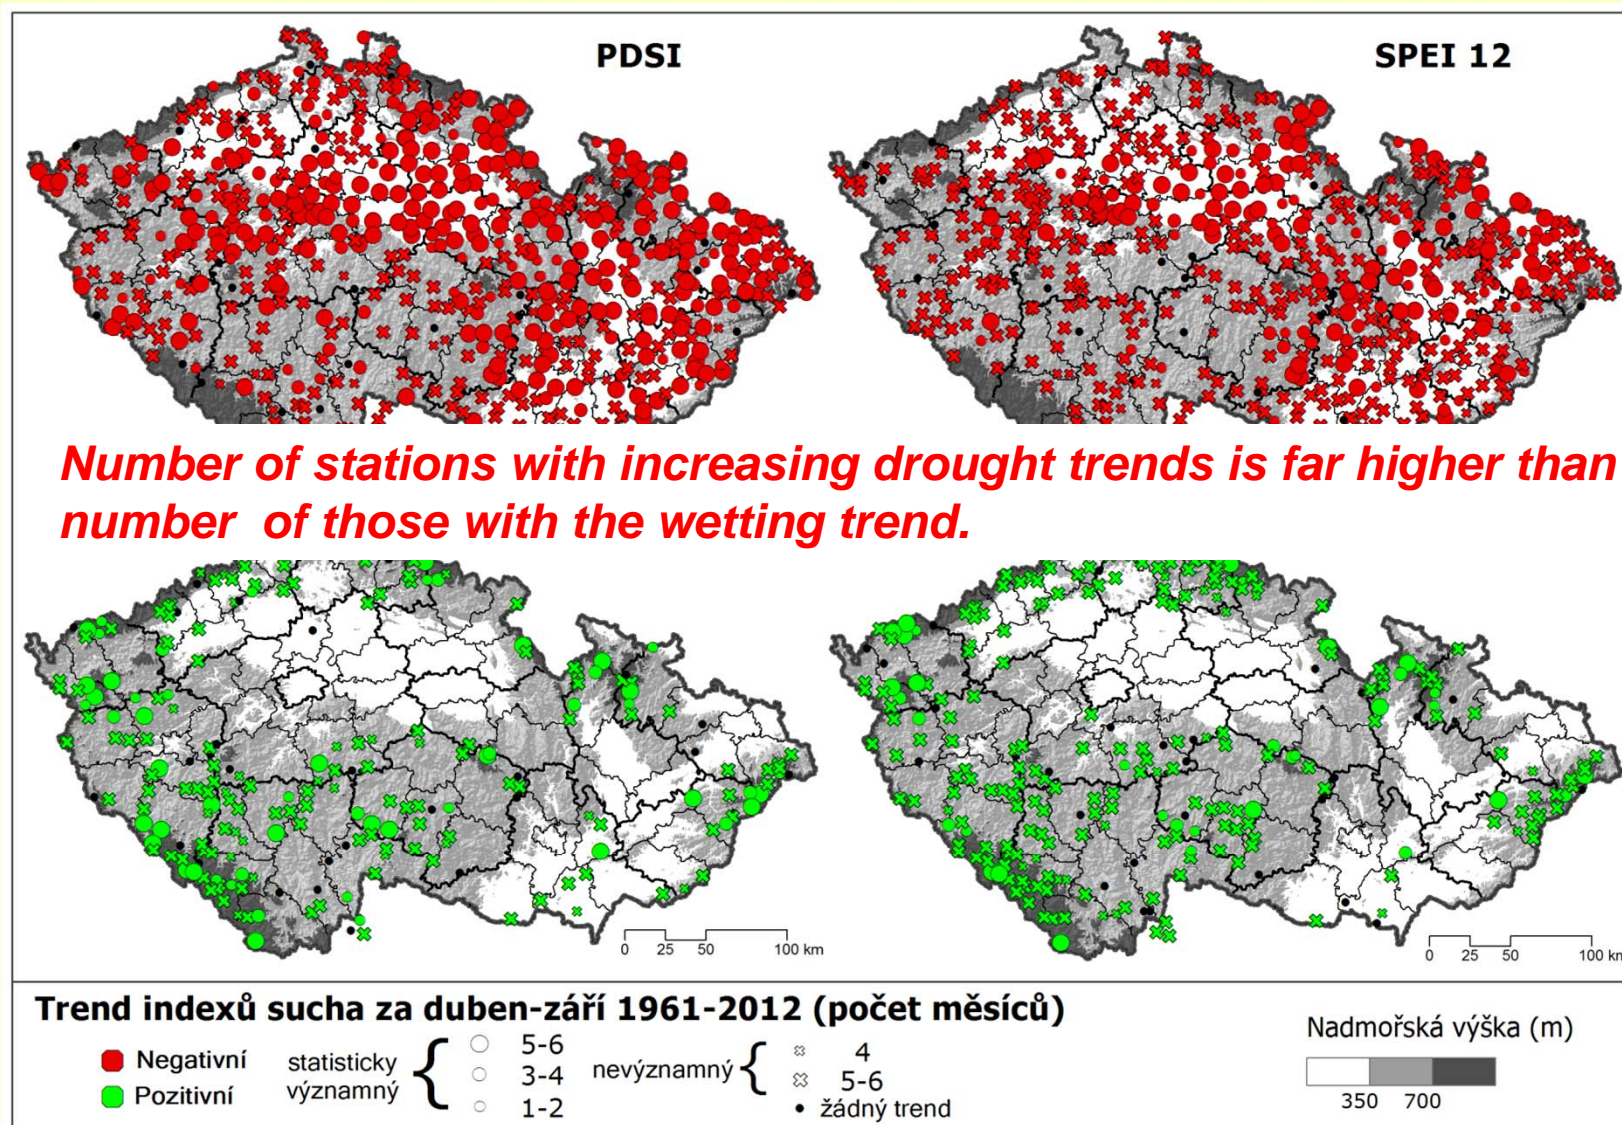 PDSI
SPEI 12
Number of stations with increasing drought trends is far higher than
number of those with the wetting trend.
0 25 50 100 km
0 25 50 100 km
Trend indexů sucha za duben-září 1961-2012 (počet měsíců)
Negativní
Pozitivní
statisticky
významný
5-6
3-4
1-2
nevýznamný
4
5-6
žádný trend
Nadmořská výška (m)
350 700